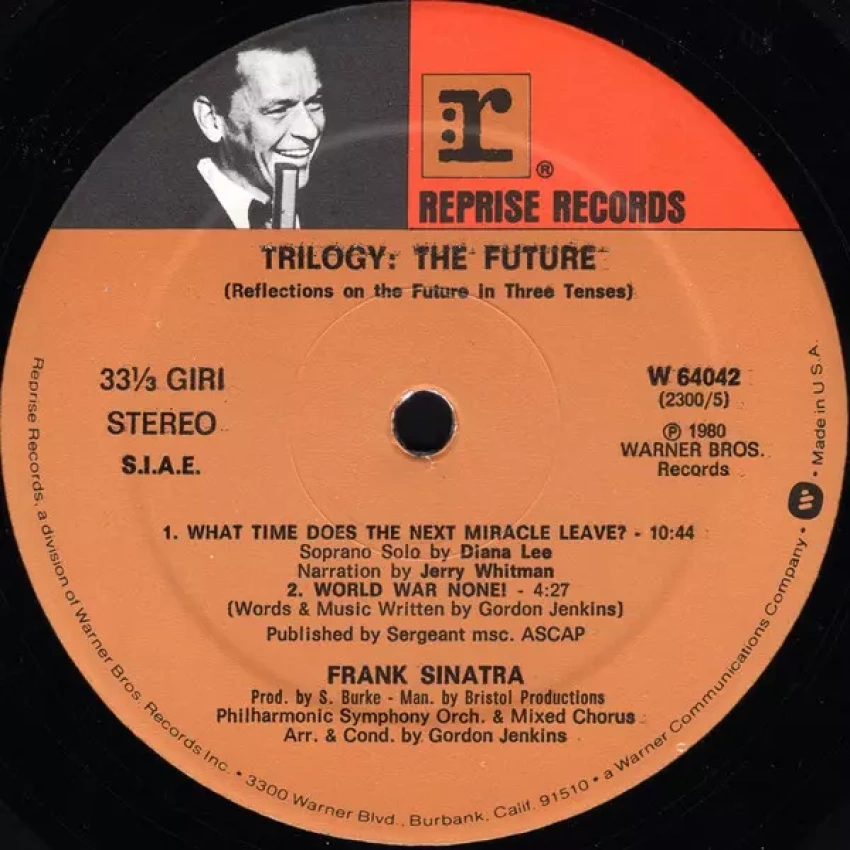 r
®
REPRISE RECORDS
TRILOGY: THE FUTURE
(Reflections on the Future in Three Tenses)
33⅓ GIRI
STEREO
S.I.A.E.
W 64042
(2300/5)
℗ 1980
WARNER BROS.
Records
1. WHAT TIME DOES THE NEXT MIRACLE LEAVE? - 10:44
Soprano Solo by Diana Lee
Narration by Jerry Whitman
2. WORLD WAR NONE! - 4:27
(Words & Music Written by Gordon Jenkins)
Published by Sergeant msc. ASCAP
FRANK SINATRA
Prod. by S. Burke - Man. by Bristol Productions
Philharmonic Symphony Orch. & Mixed Chorus
Arr. & Cond. by Gordon Jenkins
Reprise Records, a division of Warner Bros. Records Inc. • 3300 Warner Blvd., Burbank, Calif. 91510 • a Warner Communications Company • Made in U.S.A.